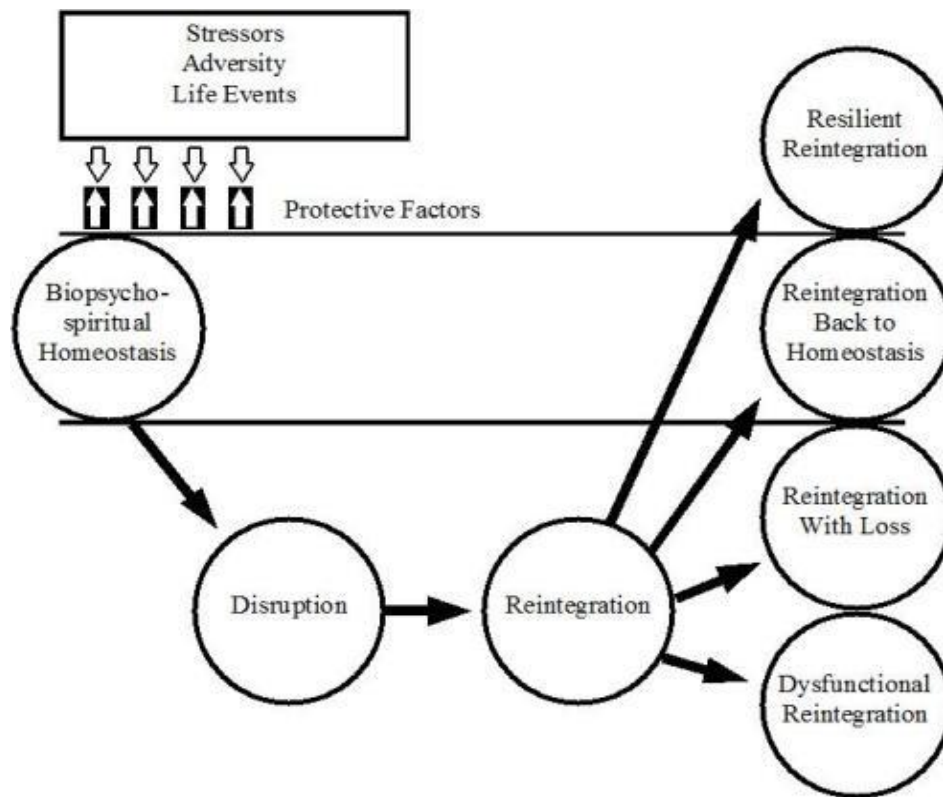 Stressors
Adversity
Life Events
Protective Factors
Biopsycho-
spiritual
Homeostasis
Disruption
Reintegration
Resilient
Reintegration
Reintegration
Back to
Homeostasis
Reintegration
With Loss
Dysfunctional
Reintegration